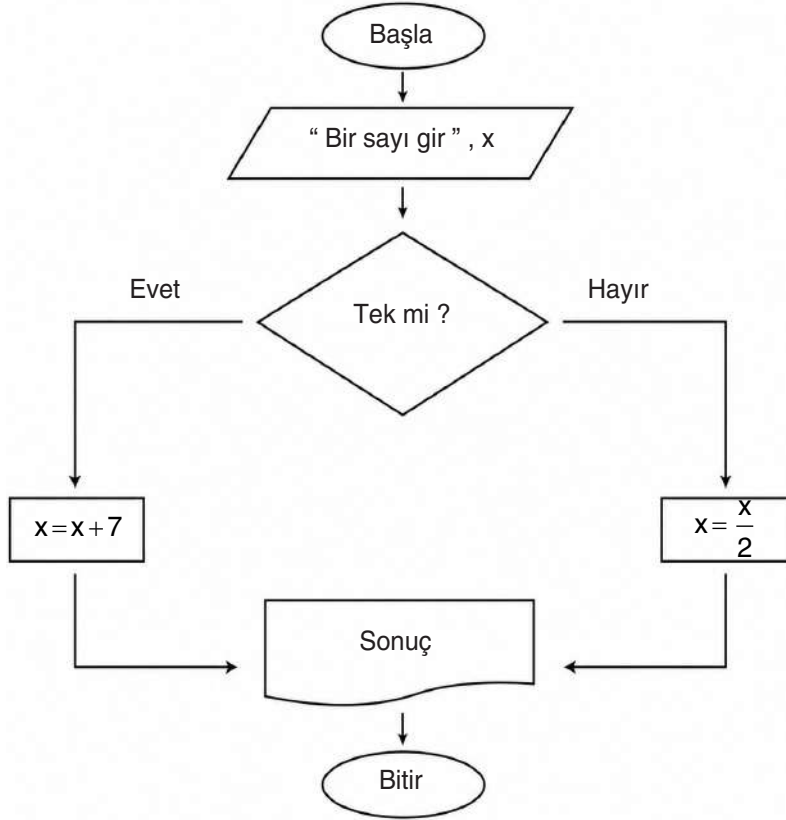 Başla
“ Bir sayı gir ” , x
Evet
Tek mi ?
Hayır
x=x+7
x=x/2
Sonuç
Bitir